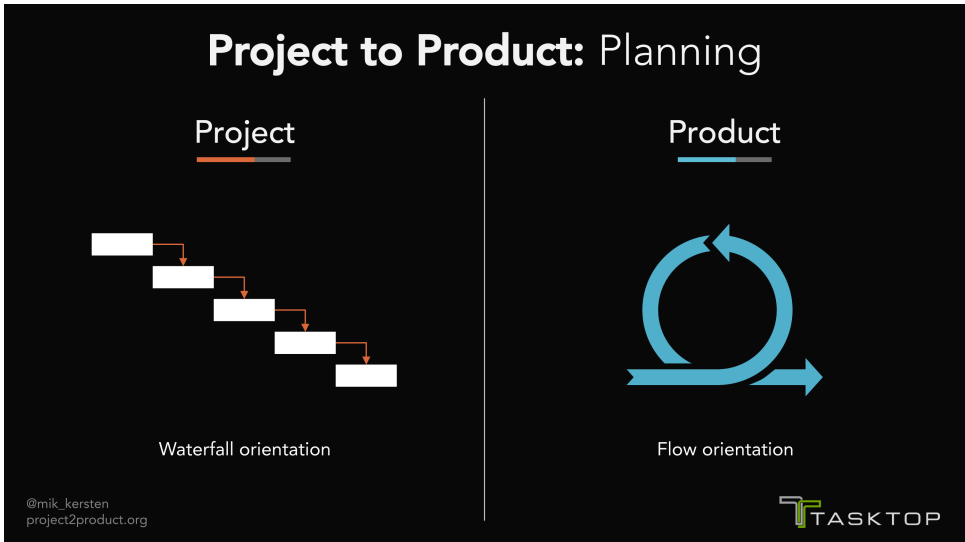 Project to Product: Planning
Project
Product
Waterfall orientation
Flow orientation
@mik_kersten
project2product.org
TASKTOP